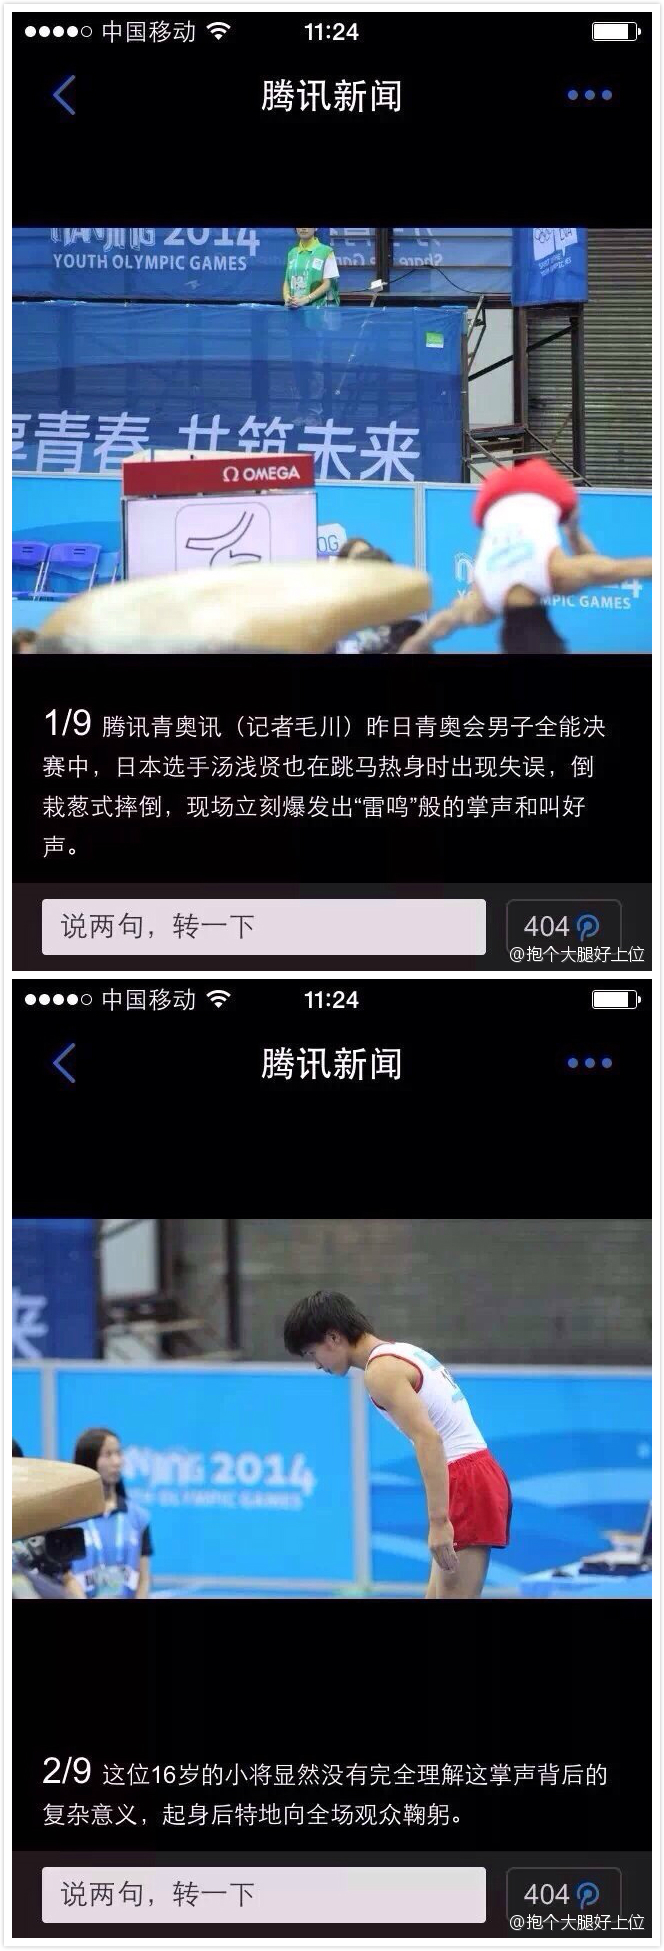 中国移动 11:24
腾讯新闻
NANJING 2014
YOUTH OLYMPIC GAMES
享青春 共筑未来
Ω OMEGA
GAMES
1/9 腾讯青奥讯（记者毛川）昨日青奥会男子全能决
赛中，日本选手汤浅贤也在跳马热身时出现失误，倒
栽葱式摔倒，现场立刻爆发出“雷鸣”般的掌声和叫好
声。
说两句，转一下
404
@抱个大腿好上位
中国移动 11:24
腾讯新闻
来
NANJING 2014
YOUTH OLYMPIC GAMES
2/9 这位16岁的小将显然没有完全理解这掌声背后的
复杂意义，起身后特地向全场观众鞠躬。
说两句，转一下
404
@抱个大腿好上位